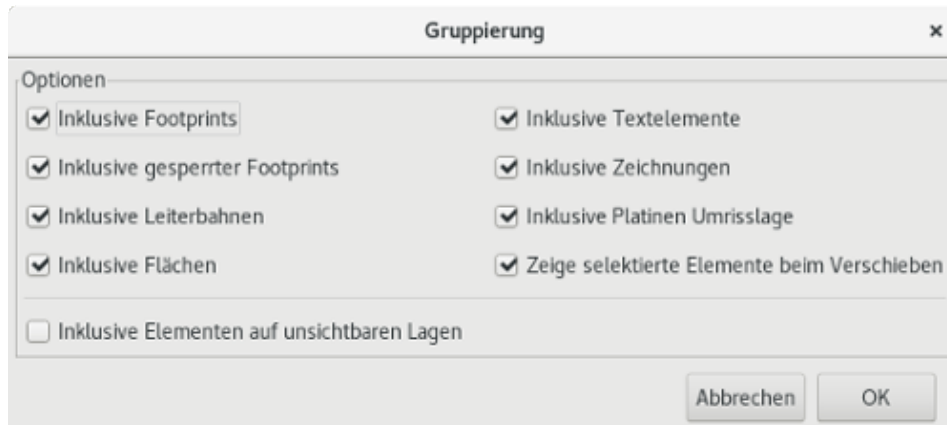 Gruppierung
Optionen
Inklusive Footprints
Inklusive Textelemente
Inklusive gesperrter Footprints
Inklusive Zeichnungen
Inklusive Leiterbahnen
Inklusive Platinen Umrisslage
Inklusive Flächen
Zeige selektierte Elemente beim Verschieben
Inklusive Elementen auf unsichtbaren Lagen
Abbrechen
OK